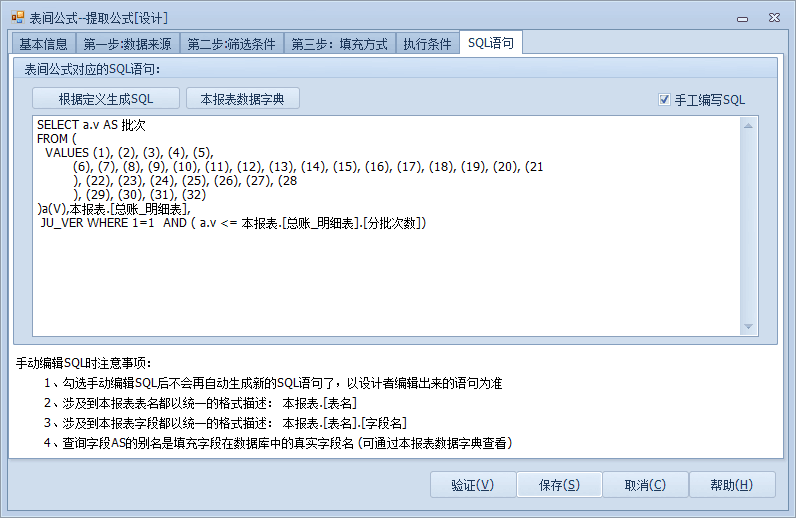 表间公式--提取公式[设计]
基本信息 第一步:数据来源 第二步:筛选条件 第三步：填充方式 执行条件 SQL语句
表间公式对应的SQL语句:
根据定义生成SQL 本报表数据字典 手工编写SQL
SELECT a.v AS 批次
FROM (
VALUES (1), (2), (3), (4), (5),
(6), (7), (8), (9), (10), (11), (12), (13), (14), (15), (16), (17), (18), (19), (20), (21
), (22), (23), (24), (25), (26), (27), (28
), (29), (30), (31), (32)
)a(V),本报表.[总账_明细表],
JU_VER WHERE 1=1  AND ( a.v <= 本报表.[总账_明细表].[分批次数])
手动编辑SQL时注意事项:
1、勾选手动编辑SQL后不会再自动生成新的SQL语句了，以设计者编辑出来的语句为准
2、涉及到本报表表名都以统一的格式描述： 本报表.[表名]
3、涉及到本报表字段都以统一的格式描述： 本报表.[表名].[字段名]
4、查询字段AS的别名是填充字段在数据库中的真实字段名 (可通过本报表数据字典查看)
验证(V) 保存(S) 取消(C) 帮助(H)